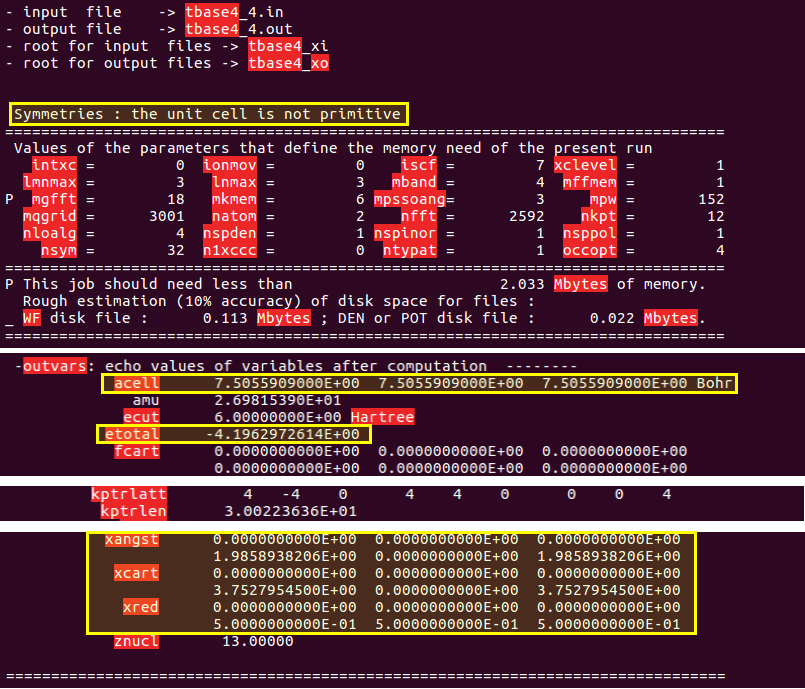 - input  file    -> tbase4_4.in
- output file    -> tbase4_4.out
- root for input  files -> tbase4_xi
- root for output files -> tbase4_xo
Symmetries : the unit cell is not primitive
================================================================================
Values of the parameters that define the memory need of the present run
intxc =         0   ionmov =         0    iscf =         7  xclevel =         1
lmnmax =         3   lnmax =         3   mband =         4   mffmem =         1
P  mgfft =        18   mkmem =         6 mpssoang=         3     mpw =       152
mqgrid =      3001   natom =         2    nfft =      2592     nkpt =        12
nloalg =         4  nspden =         1  nspinor =         1   nsppol =         1
nsym =        32  n1xccc =         0  ntypat =         1   occopt =         4
================================================================================
P This job should need less than                       2.033 Mbytes of memory.
Rough estimation (10% accuracy) of disk space for files :
_ WF disk file :      0.113 Mbytes ; DEN or POT disk file :      0.022 Mbytes.
================================================================================
-outvars: echo values of variables after computation  --------
acell      7.5055909000E+00  7.5055909000E+00  7.5055909000E+00 Bohr
amu      2.69815390E+01
ecut      6.00000000E+00 Hartree
etotal     -4.1962972614E+00
fcart      0.0000000000E+00  0.0000000000E+00  0.0000000000E+00
0.0000000000E+00  0.0000000000E+00  0.0000000000E+00
kptrlatt        4   -4    0      4    4    0      0    0    4
kptrlen      3.00223636E+01
xangst      0.0000000000E+00  0.0000000000E+00  0.0000000000E+00
1.9858938206E+00  0.0000000000E+00  1.9858938206E+00
xcart      0.0000000000E+00  0.0000000000E+00  0.0000000000E+00
3.7527954500E+00  0.0000000000E+00  3.7527954500E+00
xred      0.0000000000E+00  0.0000000000E+00  0.0000000000E+00
5.0000000000E-01  5.0000000000E-01  5.0000000000E-01
znucl       13.00000
================================================================================